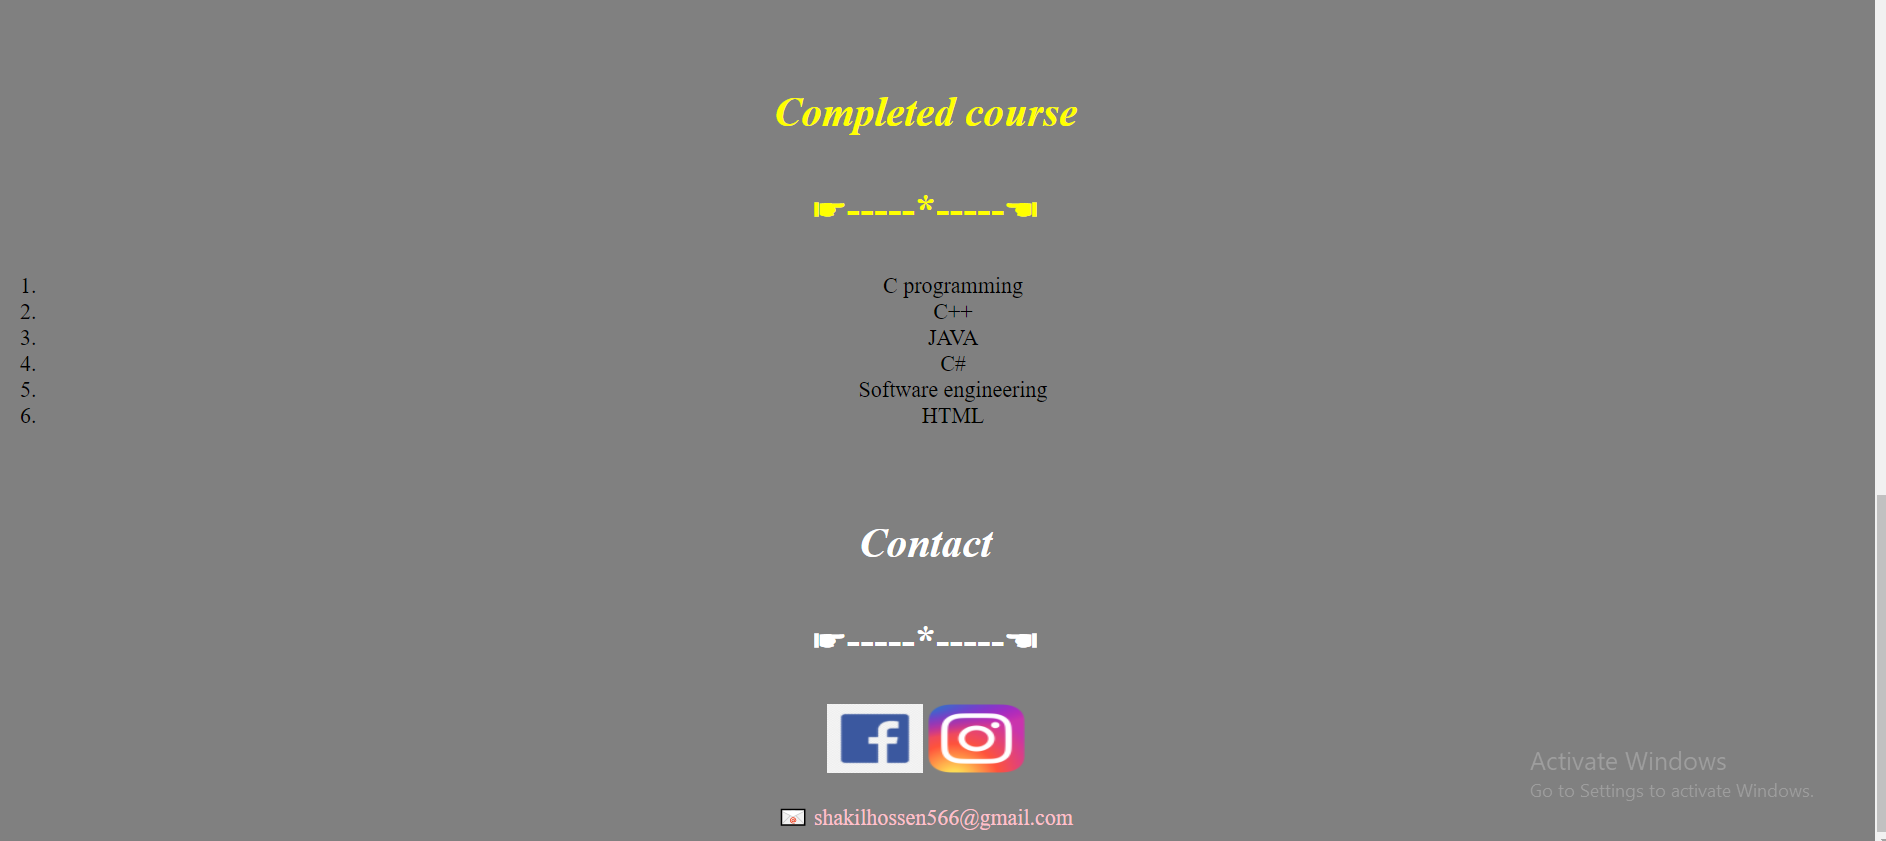 Completed course
☛-----*-----☚
1. C programming
2. C++
3. JAVA
4. C#
5. Software engineering
6. HTML
Contact
☛-----*-----☚
f
Activate Windows
Go to Settings to activate Windows.
📧 shakilhossen566@gmail.com